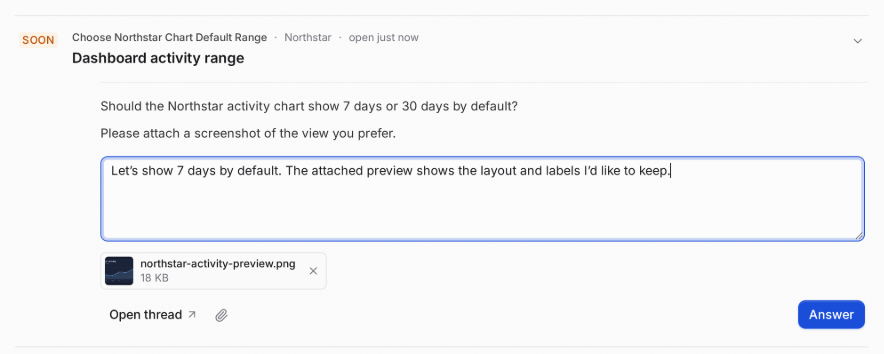 SOON
Choose Northstar Chart Default Range · Northstar · open just now
Dashboard activity range
Should the Northstar activity chart show 7 days or 30 days by default?
Please attach a screenshot of the view you prefer.
Let’s show 7 days by default. The attached preview shows the layout and labels I’d like to keep.
northstar-activity-preview.png
18 KB
Open thread ↗
Answer